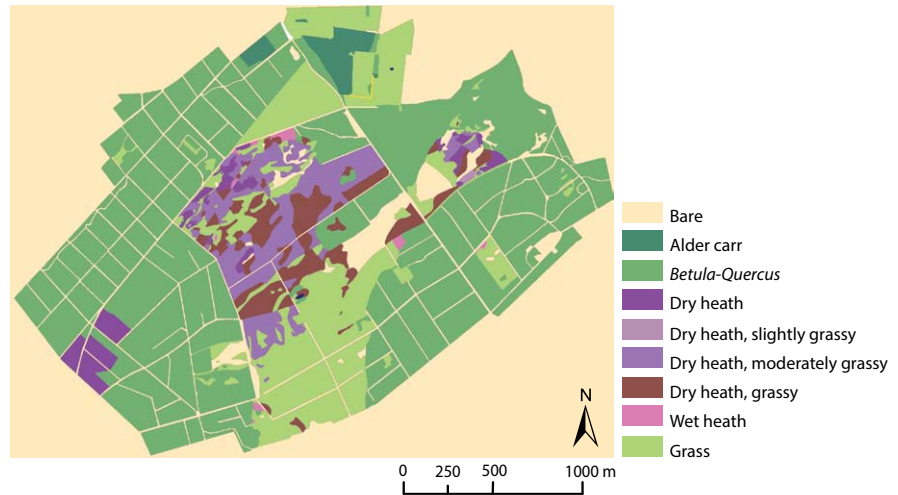 Bare
Alder carr
Betula-Quercus
Dry heath
Dry heath, slightly grassy
Dry heath, moderately grassy
Dry heath, grassy
Wet heath
Grass
N
0 250 500 1000 m